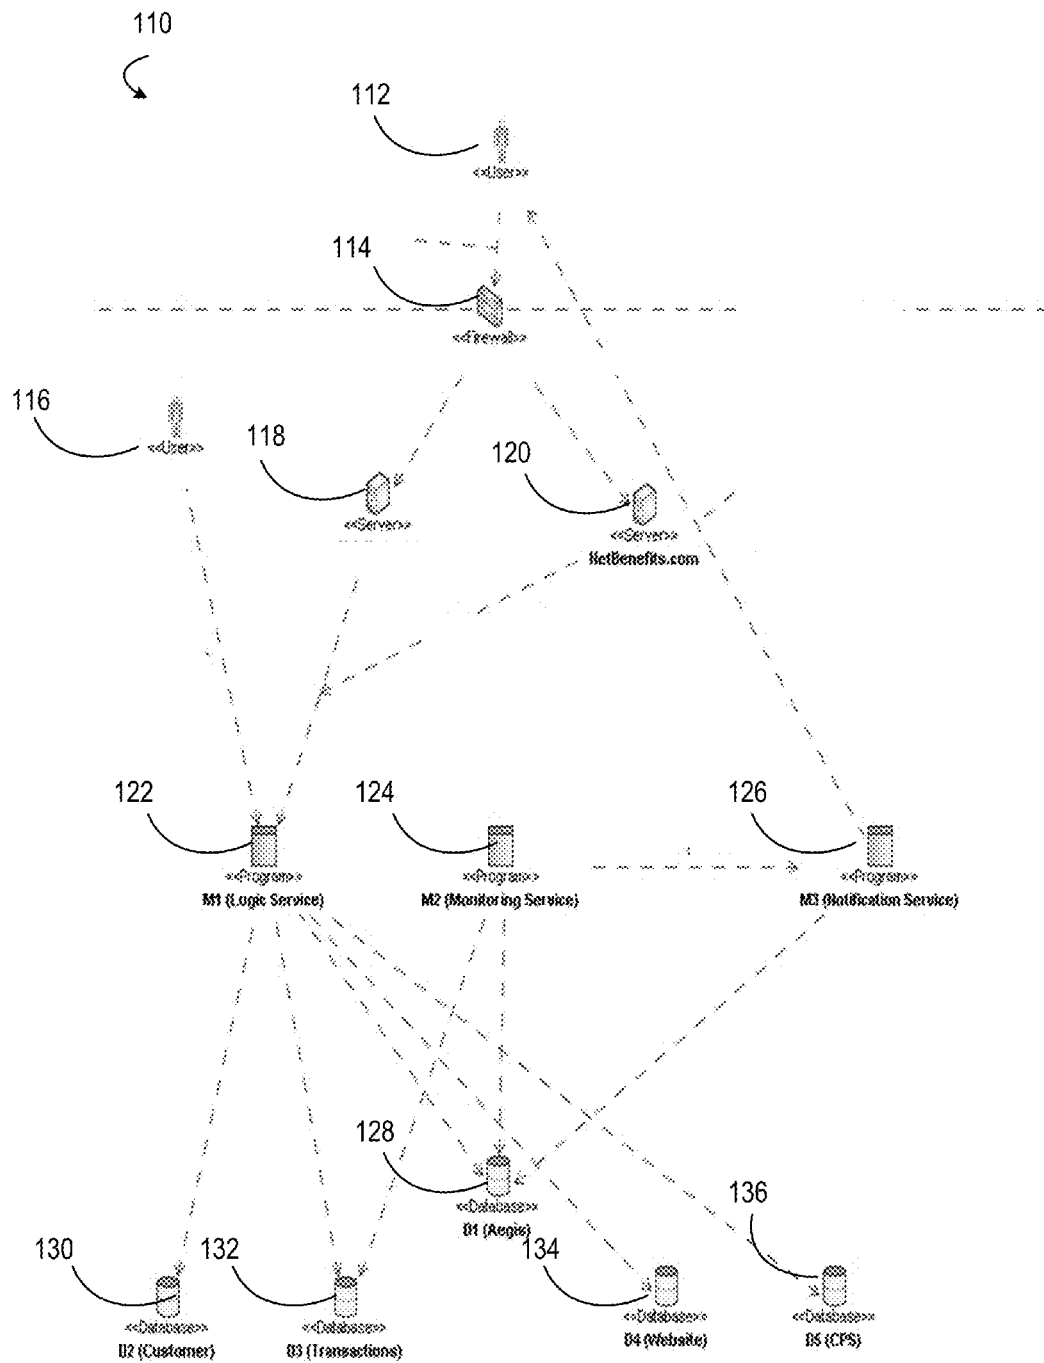 110
112
<<User>>
114
<<Firewall>>
116
<<User>>
118
<<Server>>
120
<<Server>>
NetBenefits.com
122
<<Program>>
M1 (Logic Service)
124
<<Program>>
M2 (Monitoring Service)
126
<<Program>>
M3 (Notification Service)
128
<<Database>>
D1 (Aegis)
130
<<Database>>
D2 (Customer)
132
<<Database>>
D3 (Transactions)
134
<<Database>>
D4 (Website)
136
<<Database>>
D5 (CPS)